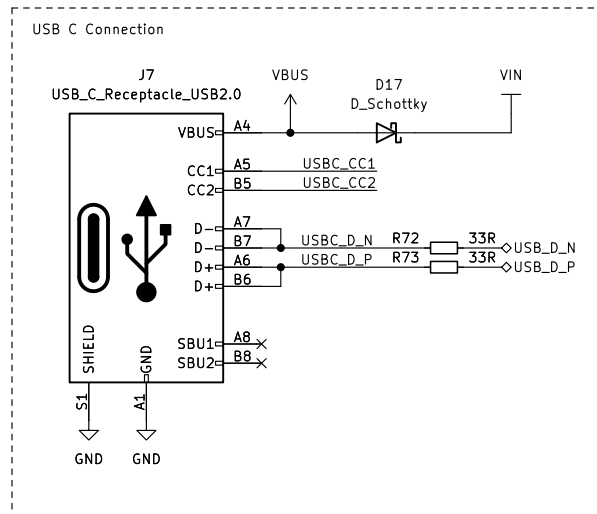 USB C Connection
J7
USB_C_Receptacle_USB2.0
VBUS
D17
D_Schottky
VIN
VBUS A4
CC1 A5 USBC_CC1
CC2 B5 USBC_CC2
D- A7
D- B7 USBC_D_N R72 33R USB_D_N
D+ A6 USBC_D_P R73 33R USB_D_P
D+ B6
SBU1 A8
SBU2 B8
SHIELD
GND
S1
A1
GND
GND